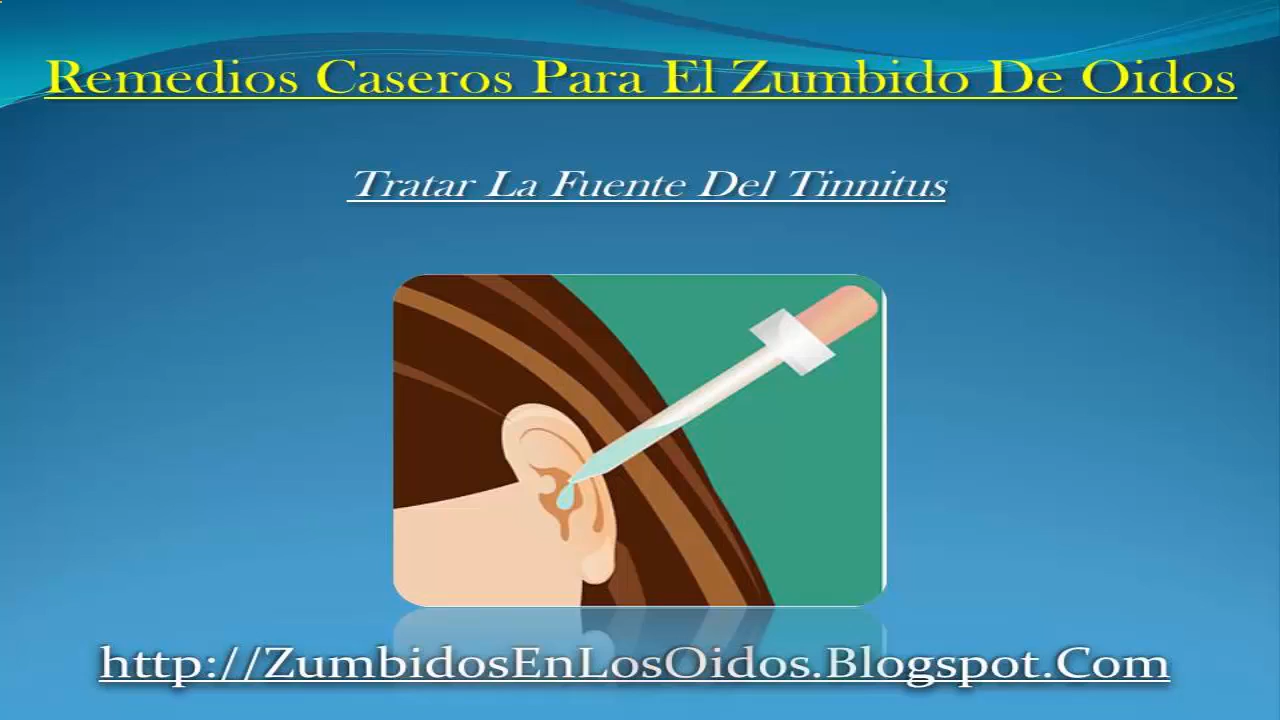 Remedios Caseros Para El Zumbido De Oidos
Tratar La Fuente Del Tinnitus
http://ZumbidosEnLosOidos.Blogspot.Com